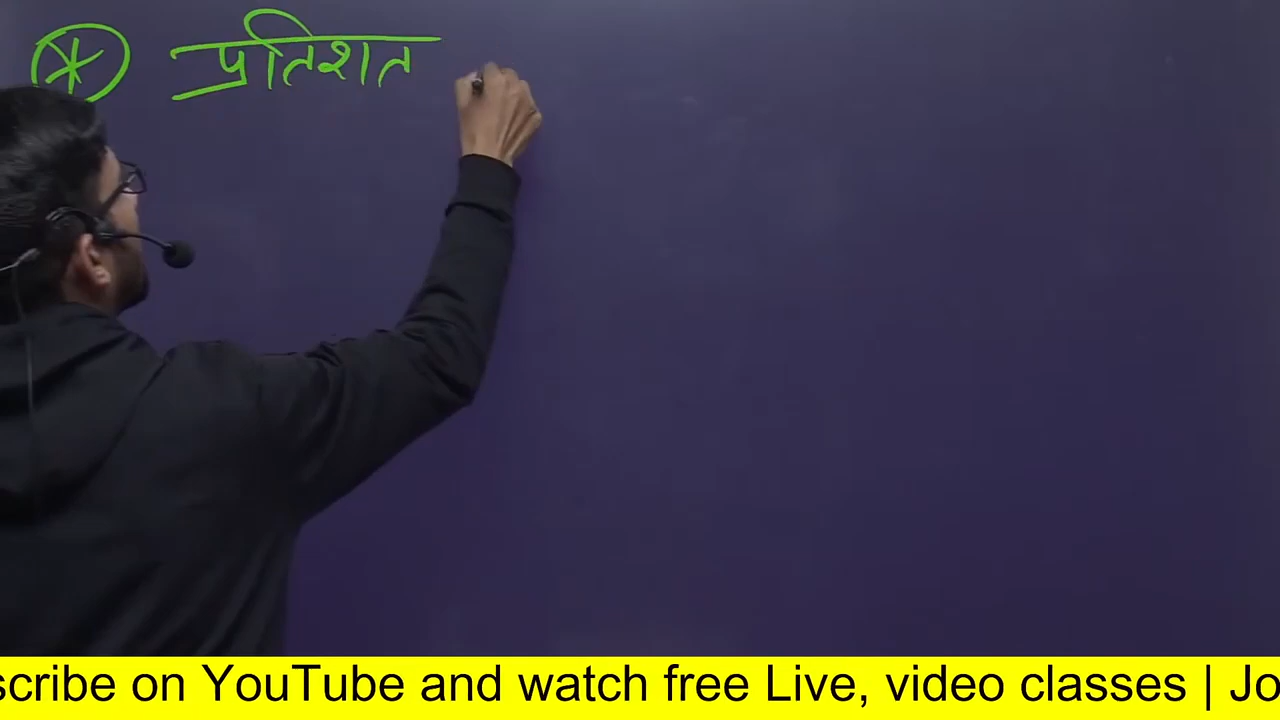 प्रतिशत
scribe on YouTube and watch free Live, video classes | Jo